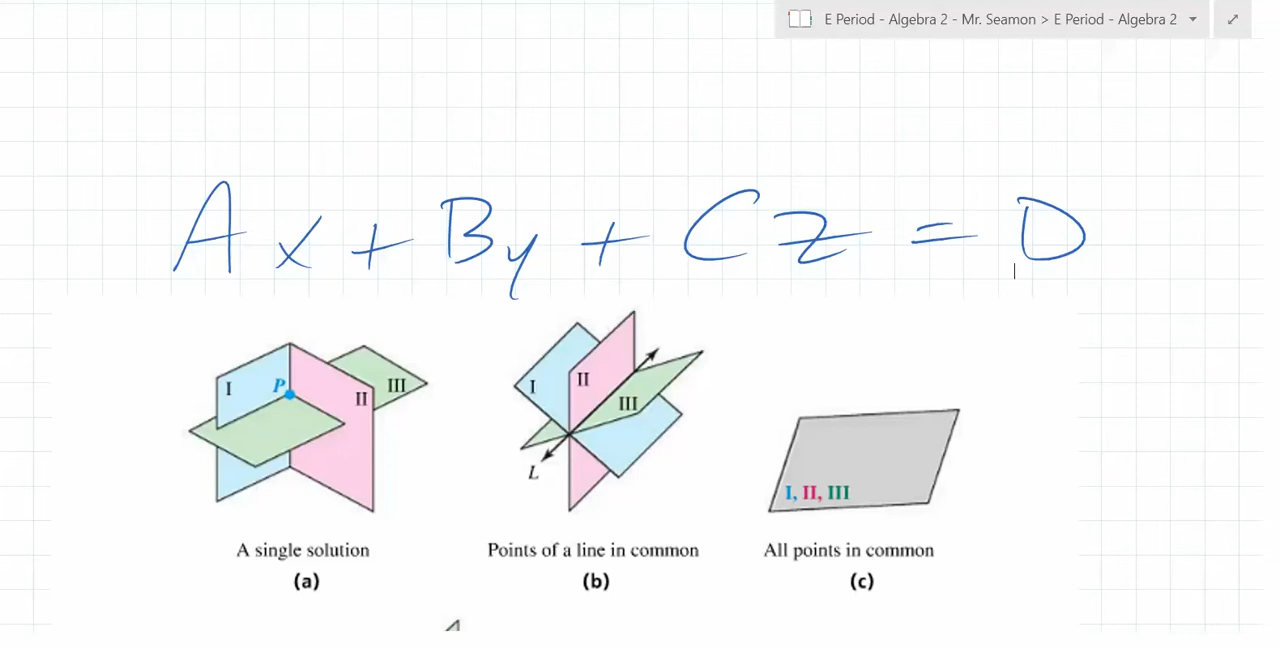 E Period - Algebra 2 - Mr. Seamon > E Period - Algebra 2
Ax + By + Cz = D
I P II III
I II III L
I, II, III
A single solution
(a)
Points of a line in common
(b)
All points in common
(c)